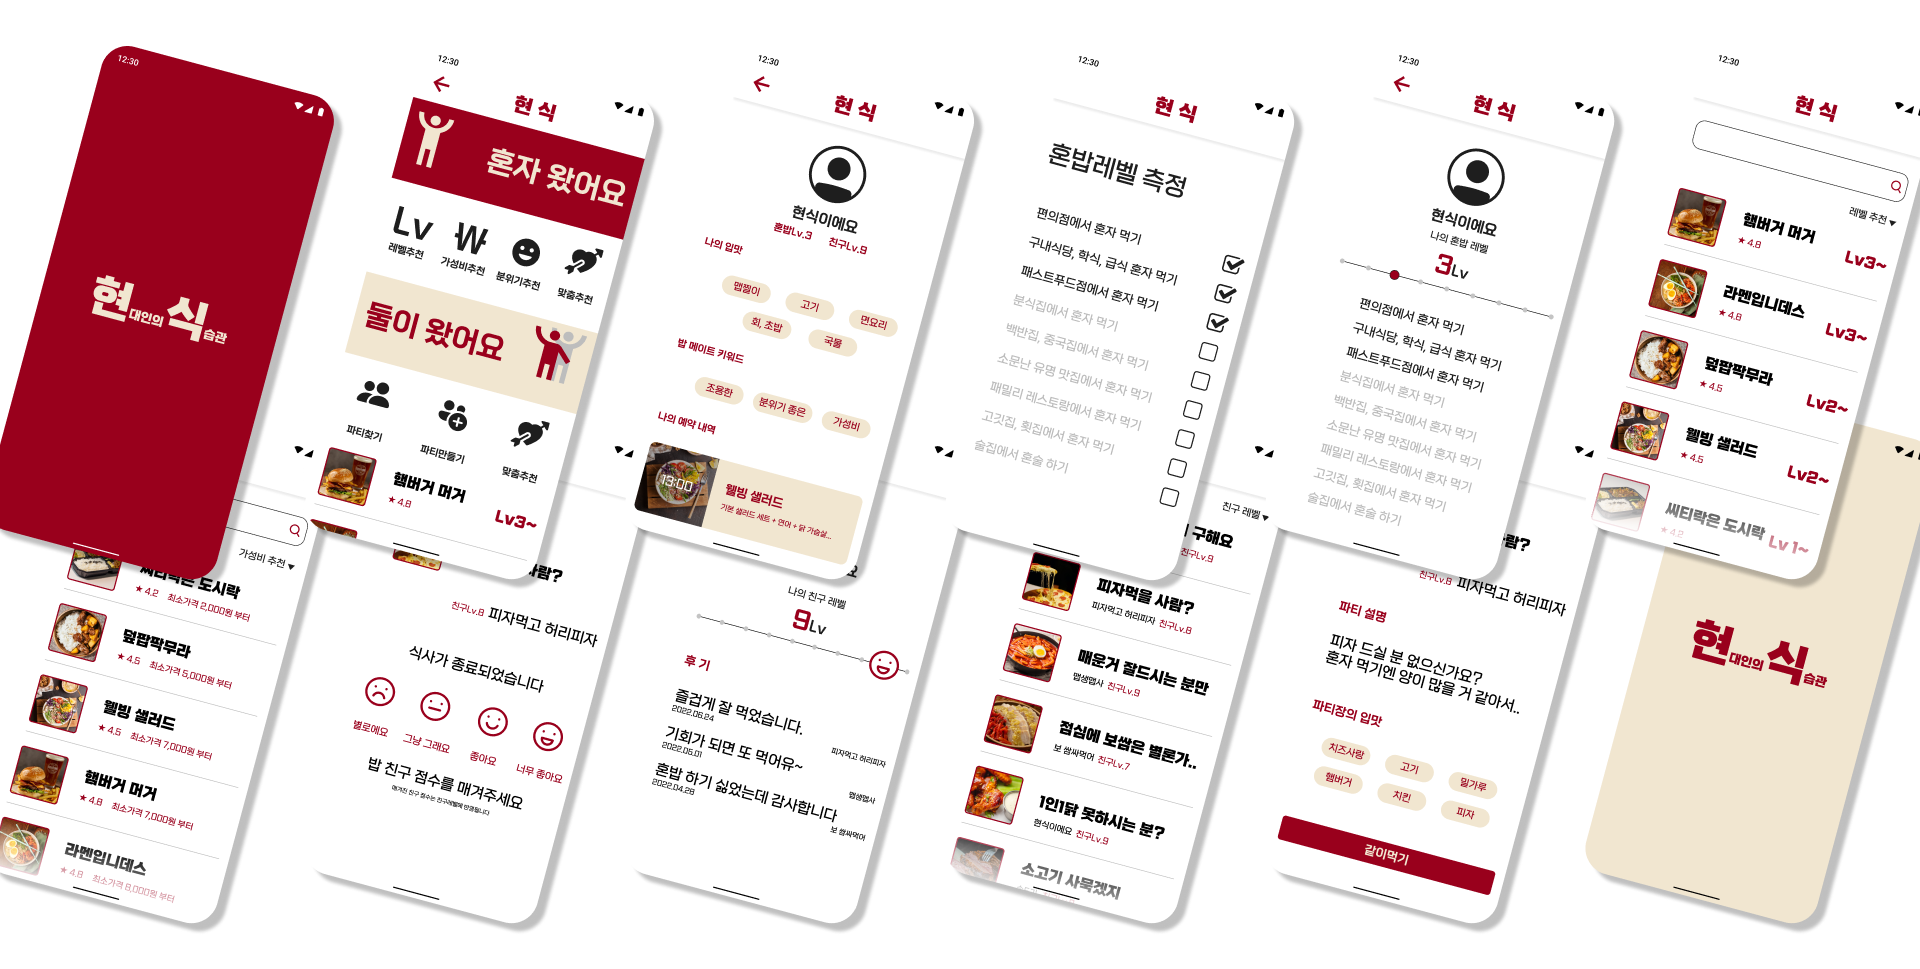 12:30
현대인의 식습관
12:30
현 식
혼자 왔어요
Lv
W
레벨추천
가성비추천
분위기추천
맞춤추천
둘이 왔어요
파티찾기
파티만들기
맞춤추천
햄버거 머거
★ 4.8
Lv3~
12:30
현 식
현식이에요
혼밥Lv.3 친구Lv.9
나의 입맛
맵찔이
고기
면요리
회, 초밥
국물
밥 메이트 키워드
조용한
분위기 좋은
가성비
나의 예약 내역
13:00
웰빙 샐러드
기본 샐러드 세트 + 연어 + 닭 가슴살...
12:30
현 식
혼밥레벨 측정
편의점에서 혼자 먹기
구내식당, 학식, 급식 혼자 먹기
패스트푸드점에서 혼자 먹기
분식집에서 혼자 먹기
백반집, 중국집에서 혼자 먹기
소문난 유명 맛집에서 혼자 먹기
패밀리 레스토랑에서 혼자 먹기
고깃집, 횟집에서 혼자 먹기
술집에서 혼술 하기
12:30
현 식
현식이에요
나의 혼밥 레벨
3Lv
편의점에서 혼자 먹기
구내식당, 학식, 급식 혼자 먹기
패스트푸드점에서 혼자 먹기
분식집에서 혼자 먹기
백반집, 중국집에서 혼자 먹기
소문난 유명 맛집에서 혼자 먹기
패밀리 레스토랑에서 혼자 먹기
고깃집, 횟집에서 혼자 먹기
술집에서 혼술 하기
12:30
현 식
레벨 추천 ▼
햄버거 머거
★ 4.8
Lv3~
라멘입니데스
★ 4.8
Lv3~
덮팝팍무라
★ 4.5
Lv2~
웰빙 샐러드
★ 4.5
Lv2~
씨티락은 도시락
★ 4.2
Lv 1~
가성비 추천 ▼
씨티락은 도시락
★ 4.2 최소가격 2,000원 부터
덮팝팍무라
★ 4.5 최소가격 5,000원 부터
웰빙 샐러드
★ 4.5 최소가격 7,000원 부터
햄버거 머거
★ 4.8 최소가격 7,000원 부터
라멘입니데스
★ 4.8 최소가격 8,000원 부터
사람?
친구Lv.8 피자먹고 허리피자
식사가 종료되었습니다
별로에요
그냥 그래요
좋아요
너무 좋아요
밥 친구 점수를 매겨주세요
매겨진 친구 점수는 친구레벨에 반영됩니다
나의 친구 레벨
9Lv
후 기
즐겁게 잘 먹었습니다.
2022.06.24
피자먹고 허리피자
기회가 되면 또 먹어유~
2022.05.01
맵생맵사
혼밥 하기 싫었는데 감사합니다
2022.04.28
보 쌈싸먹어
친구 레벨 ▼
구해요
친구Lv.9
피자먹을 사람?
피자먹고 허리피자 친구Lv.8
매운거 잘드시는 분만
맵생맵사 친구Lv.9
점심에 보쌈은 별론가..
보 쌈싸먹어 친구Lv.7
1인1닭 못하시는 분?
현식이에요 친구Lv.9
소고기 사묵겠지
람?
친구Lv.8 피자먹고 허리피자
파티 설명
피자 드실 분 없으신가요?
혼자 먹기엔 양이 많을 거 같아서..
파티장의 입맛
치즈사랑
고기
밀가루
햄버거
치킨
피자
같이먹기
현대인의 식습관